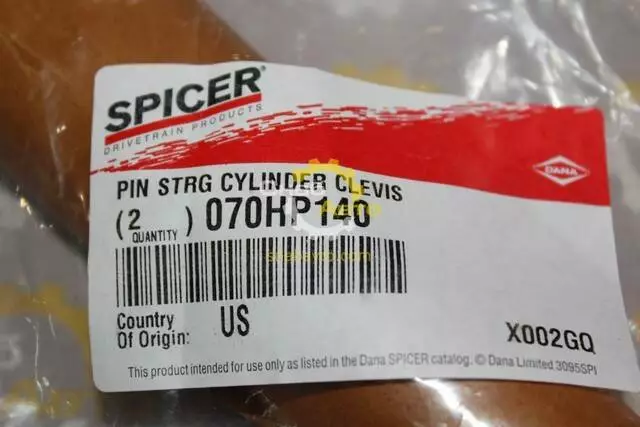 SPICER®
DRIVETRAIN PRODUCTS
DANA
PIN STRG CYLINDER CLEVIS
(2 ) 070HP146
QUANTITY
Country
Of Origin: US
X002GQ
This product intended for use only as listed in the Dana SPICER catalog. © Dana Limited 3095SPI